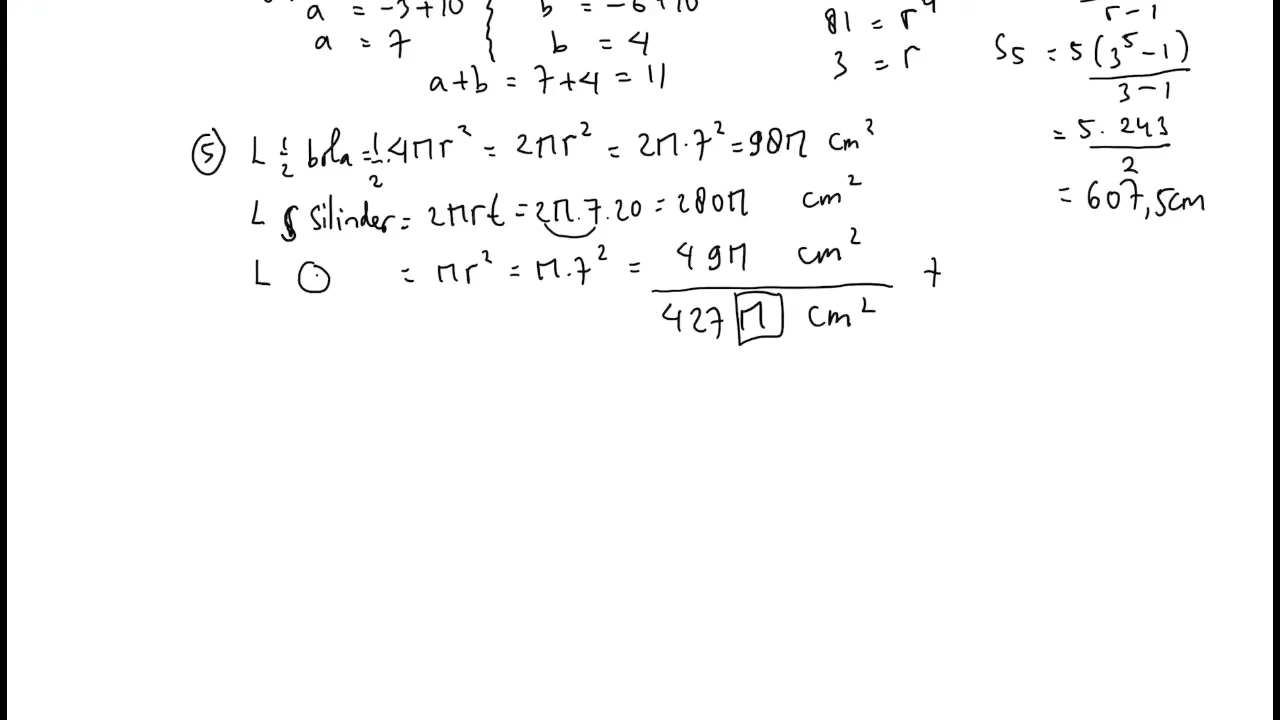 a = -3+10
a = 7
b = -6+10
b = 4
a+b = 7+4 = 11
81 = r⁴
3 = r
r-1
S5 = 5(3⁵-1)
3-1
= 5.243
2
= 607,5cm
⑤ L ½ bola = ½.4πr² = 2πr² = 2π.7² = 98π cm²
L S silinder = 2πrt = 2π.7.20 = 280π cm²
L ○ = πr² = π.7² = 49π cm² +
427π cm²